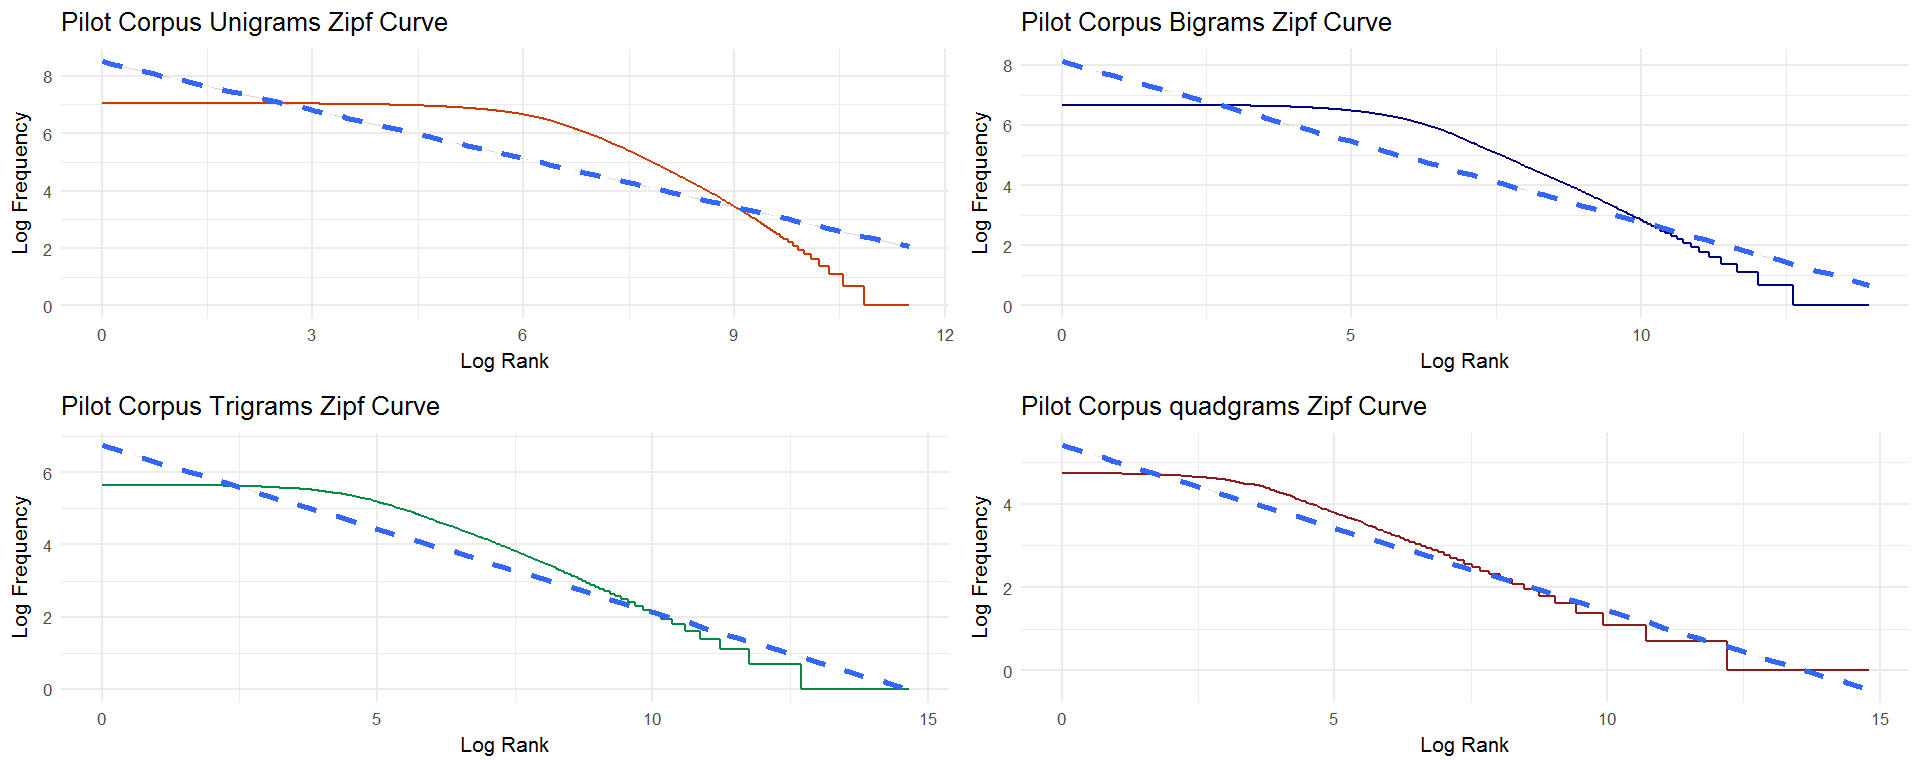 Pilot Corpus Unigrams Zipf Curve
Log Frequency
8
6
4
2
0
0 3 6 9 12
Log Rank
Pilot Corpus Bigrams Zipf Curve
Log Frequency
8
6
4
2
0
0 5 10
Log Rank
Pilot Corpus Trigrams Zipf Curve
Log Frequency
6
4
2
0
0 5 10 15
Log Rank
Pilot Corpus quadgrams Zipf Curve
Log Frequency
4
2
0
0 5 10 15
Log Rank